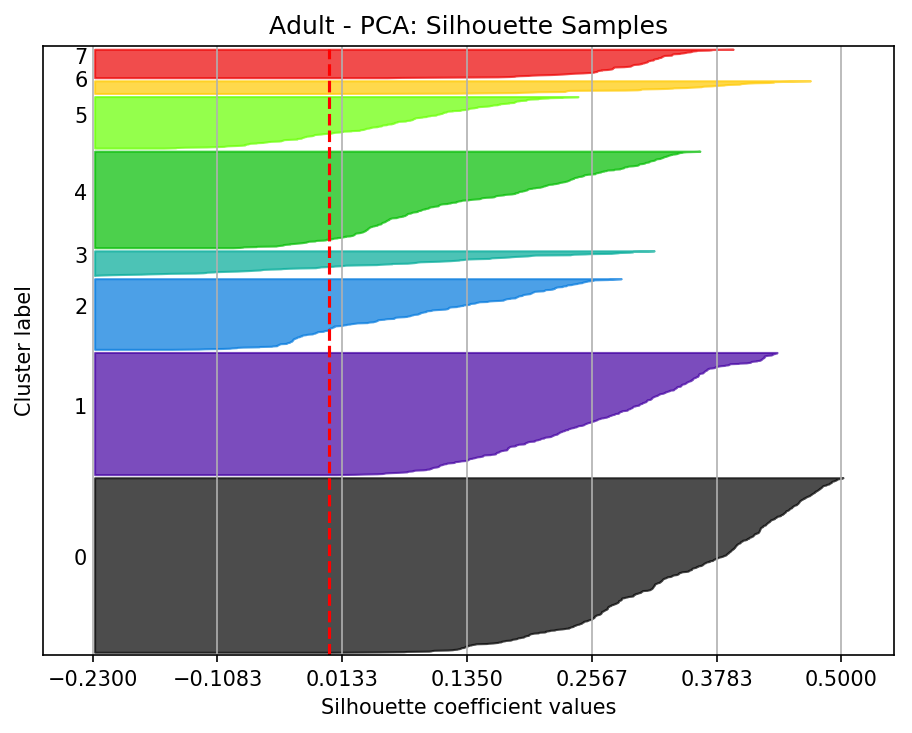 Adult - PCA: Silhouette Samples
7
6
5
4
3
2
1
0
Cluster label
−0.2300 −0.1083 0.0133 0.1350 0.2567 0.3783 0.5000
Silhouette coefficient values